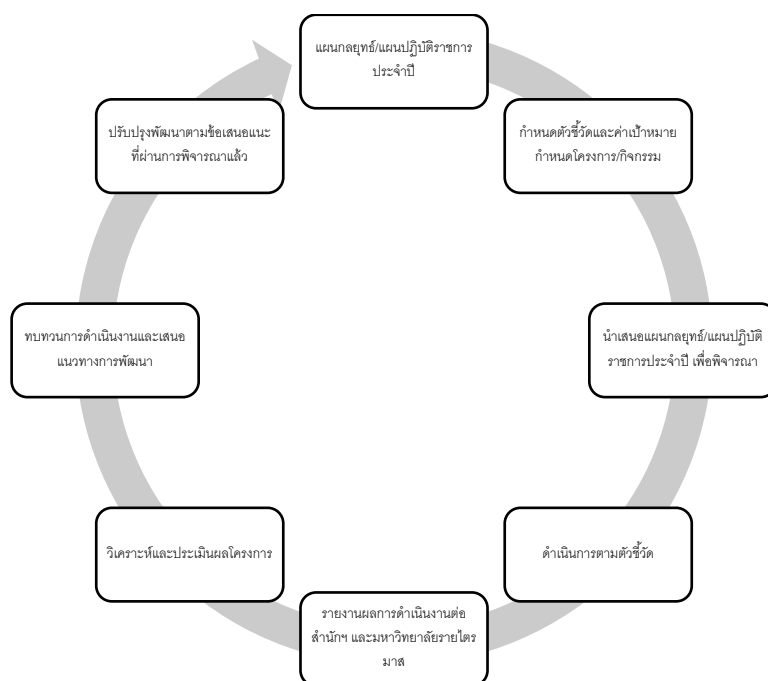 แผนกลยุทธ์/แผนปฏิบัติราชการ
ประจำปี
กำหนดตัวชี้วัดและค่าเป้าหมาย
กำหนดโครงการ/กิจกรรม
นำเสนอแผนกลยุทธ์/แผนปฏิบัติ
ราชการประจำปี เพื่อพิจารณา
ดำเนินการตามตัวชี้วัด
รายงานผลการดำเนินงานต่อ
สำนักฯ และมหาวิทยาลัยรายไตร
มาส
วิเคราะห์และประเมินผลโครงการ
ทบทวนการดำเนินงานและเสนอ
แนวทางการพัฒนา
ปรับปรุงพัฒนาตามข้อเสนอแนะ
ที่ผ่านการพิจารณาแล้ว